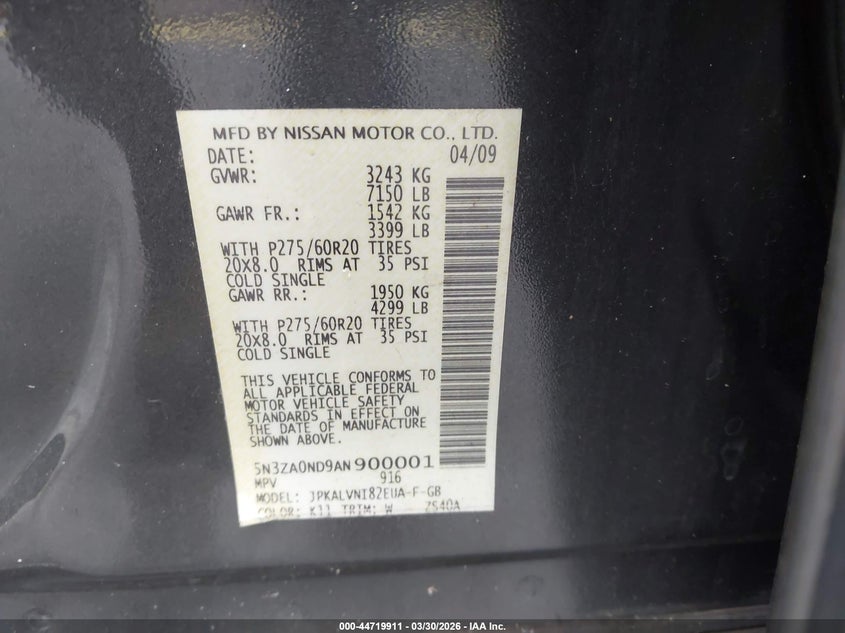 MFD BY NISSAN MOTOR CO., LTD.
DATE: 04/09
GVWR: 3243 KG
7150 LB
GAWR FR.: 1542 KG
3399 LB
WITH P275/60R20 TIRES
20X8.0 RIMS AT 35 PSI
COLD SINGLE
GAWR RR.: 1950 KG
4299 LB
WITH P275/60R20 TIRES
20X8.0 RIMS AT 35 PSI
COLD SINGLE
THIS VEHICLE CONFORMS TO
ALL APPLICABLE FEDERAL
MOTOR VEHICLE SAFETY
STANDARDS IN EFFECT ON
THE DATE OF MANUFACTURE
SHOWN ABOVE.
5N3ZA0ND9AN900001
MPV 916
MODEL: JPKALVNI82EUA-F-GB
COLOR: K11 TRIM: W ZS40A
000-44719911 - 03/30/2026 - IAA Inc.